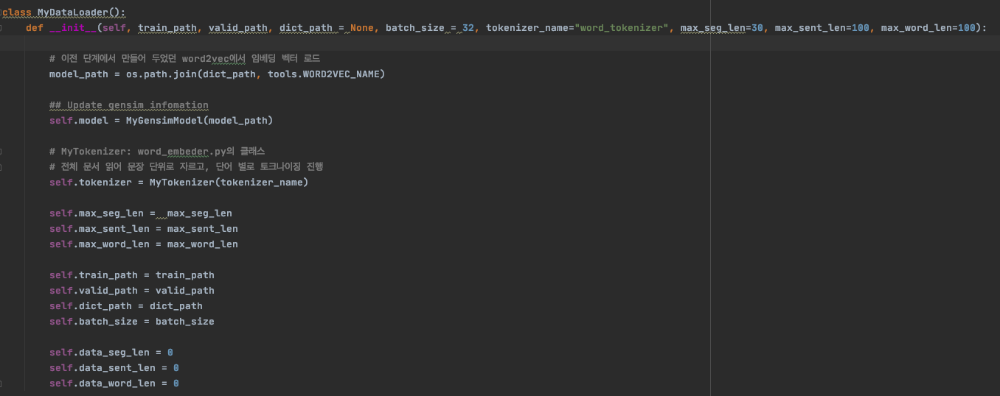 class MyDataLoader():
def __init__(self, train_path, valid_path, dict_path = None, batch_size = 32, tokenizer_name="word_tokenizer", max_seg_len=30, max_sent_len=100, max_word_len=100):
# 이전 단계에서 만들어 두었던 word2vec에서 임베딩 벡터 로드
model_path = os.path.join(dict_path, tools.WORD2VEC_NAME)
## Update gensim infomation
self.model = MyGensimModel(model_path)
# MyTokenizer: word_embeder.py의 클래스
# 전체 문서 읽어 문장 단위로 자르고, 단어 별로 토크나이징 진행
self.tokenizer = MyTokenizer(tokenizer_name)
self.max_seg_len =  max_seg_len
self.max_sent_len = max_sent_len
self.max_word_len = max_word_len
self.train_path = train_path
self.valid_path = valid_path
self.dict_path = dict_path
self.batch_size = batch_size
self.data_seg_len = 0
self.data_sent_len = 0
self.data_word_len = 0